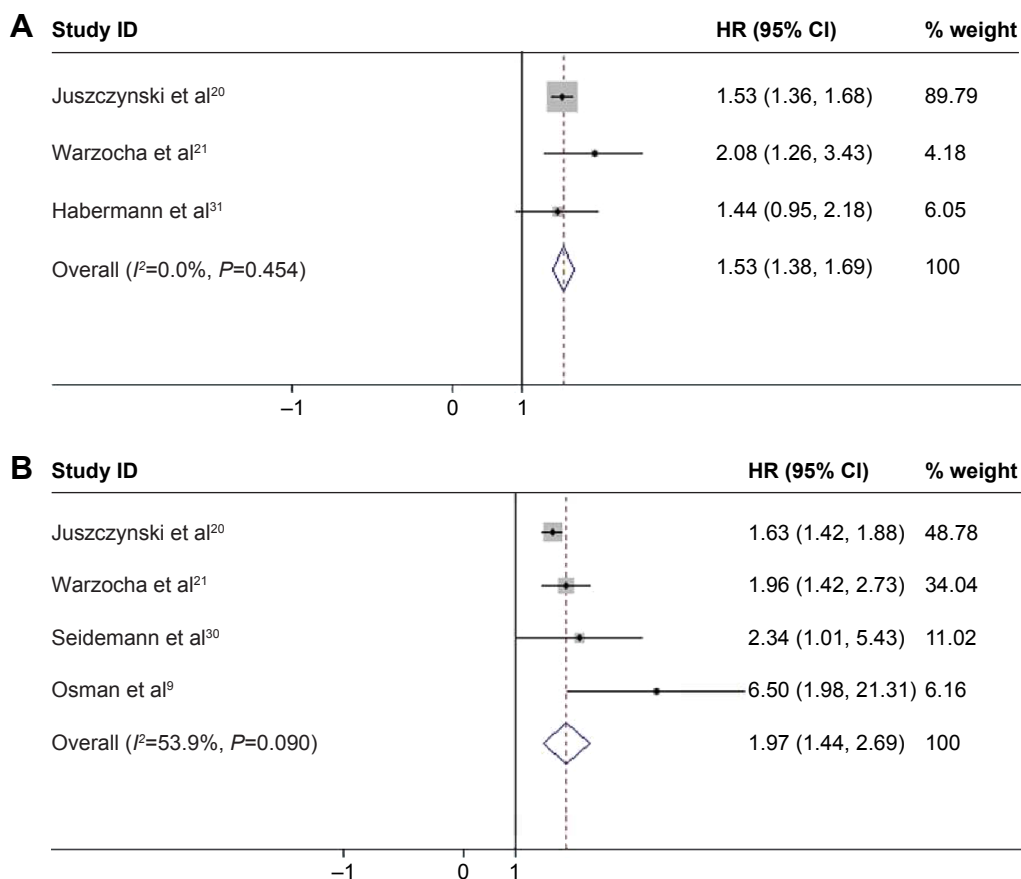 A Study ID HR (95% CI) % weight
Juszczynski et al²⁰ 1.53 (1.36, 1.68) 89.79
Warzocha et al²¹ 2.08 (1.26, 3.43) 4.18
Habermann et al³¹ 1.44 (0.95, 2.18) 6.05
Overall (I²=0.0%, P=0.454) 1.53 (1.38, 1.69) 100
–1 0 1
B Study ID HR (95% CI) % weight
Juszczynski et al²⁰ 1.63 (1.42, 1.88) 48.78
Warzocha et al²¹ 1.96 (1.42, 2.73) 34.04
Seidemann et al³⁰ 2.34 (1.01, 5.43) 11.02
Osman et al⁹ 6.50 (1.98, 21.31) 6.16
Overall (I²=53.9%, P=0.090) 1.97 (1.44, 2.69) 100
–1 0 1